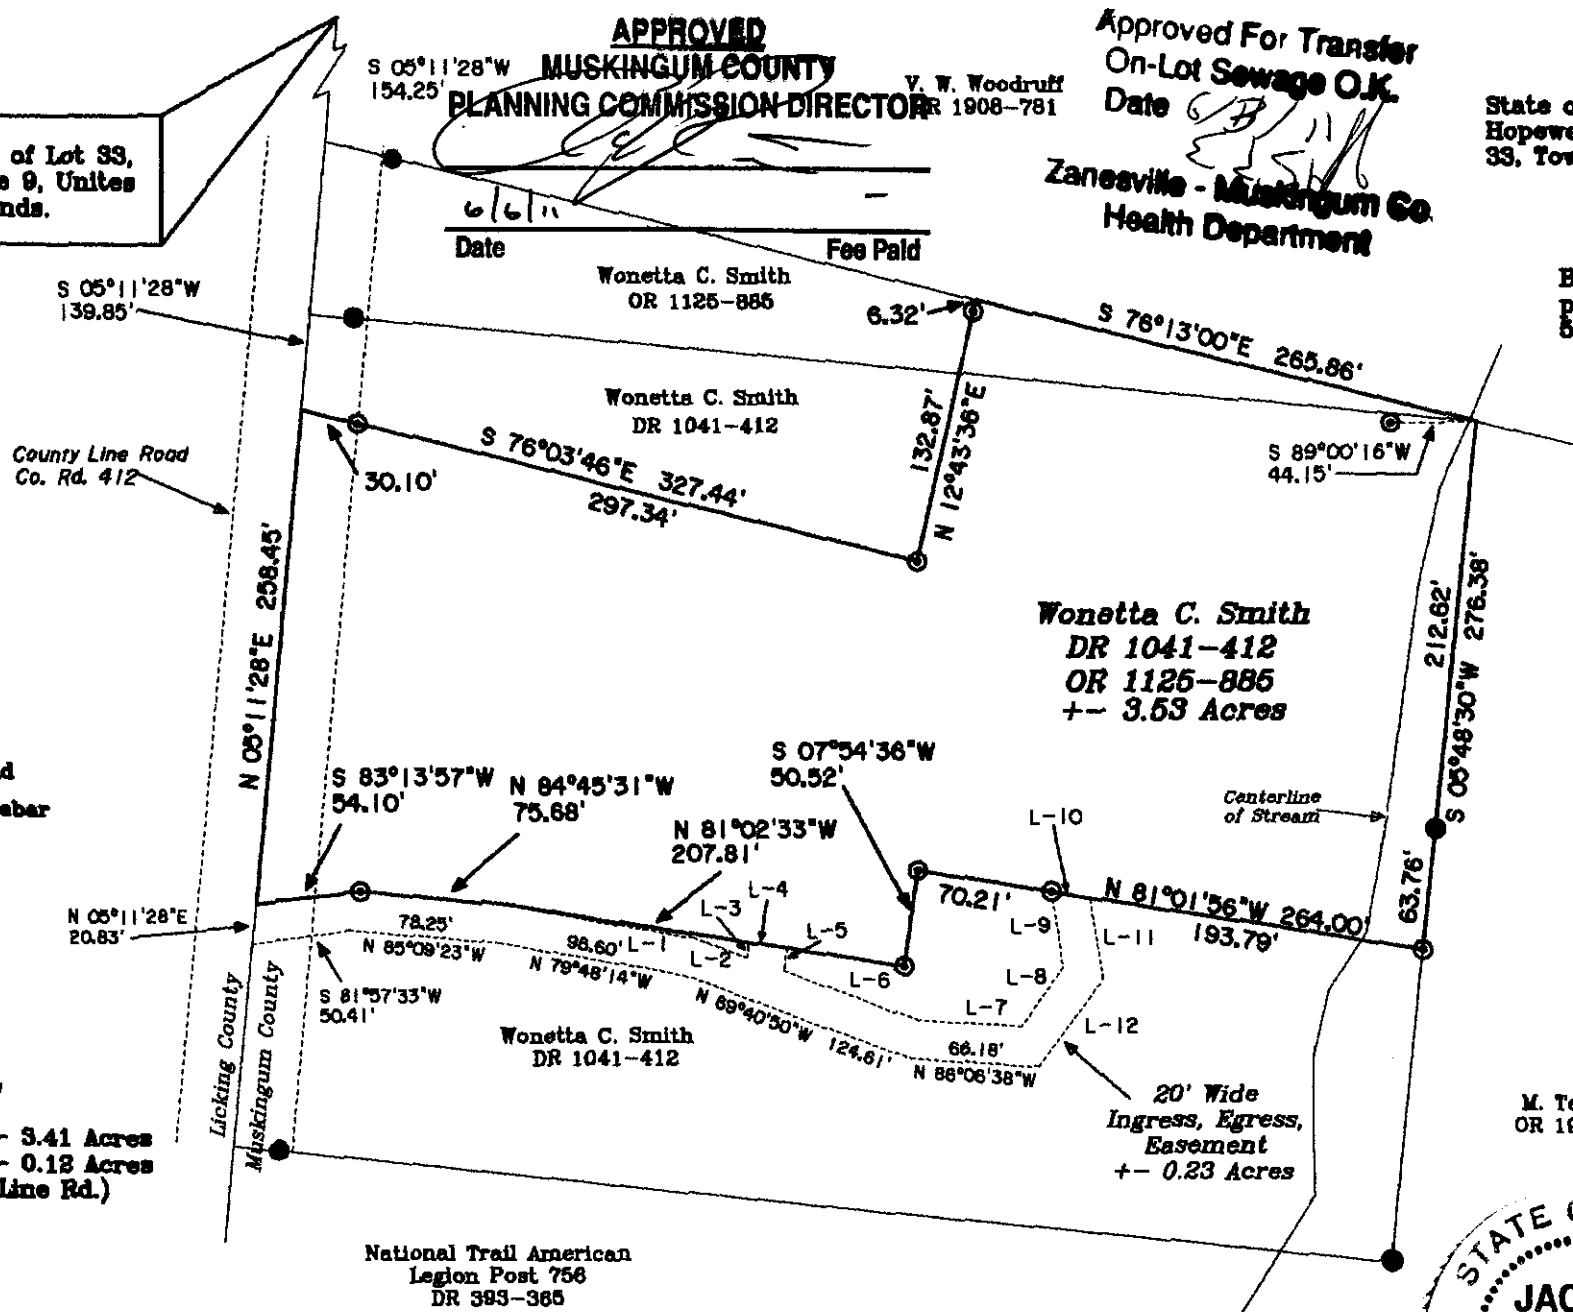 APPROVED
MUSKINGUM COUNTY
PLANNING COMMISSION DIRECTOR
6/6/11
Date
Fee Paid
Approved For Transfer
On-Lot Sewage O.K.
Date
Zanesville - Muskingum Co.
Health Department
S 05°11'28"W
154.25'
V. W. Woodruff
DR 1908-781
State o
Hopewe
33, Tow
of Lot 33,
e 9, Unites
nds.
S 05°11'28"W
139.85'
Wonetta C. Smith
OR 1125-885
6.32'
S 76°13'00"E 265.86'
Wonetta C. Smith
DR 1041-412
132.87'
N 12°43'36"E
S 89°00'16"W
44.15'
County Line Road
Co. Rd. 412
30.10'
S 76°03'46"E 327.44'
297.34'
N 05°11'28"E 258.45'
Wonetta C. Smith
DR 1041-412
OR 1125-885
+- 3.53 Acres
212.62'
S 05°48'30"W 276.38'
63.76'
d
ebar
S 83°13'57"W
54.10'
N 84°45'31"W
75.68'
N 81°02'33"W
207.81'
S 07°54'36"W
50.52'
Centerline
of Stream
L-10
L-4
L-3
L-5
70.21'
N 81°01'56"W 264.00'
193.79'
L-9
L-11
N 05°11'28"E
20.83'
78.25'
N 85°09'23"W
98.60'
L-1
L-2
N 79°48'14"W
L-6
L-8
L-7
L-12
S 81°57'33"W
50.41'
N 69°40'50"W 124.61'
66.18'
N 86°06'38"W
Licking County
Muskingum County
Wonetta C. Smith
DR 1041-412
20' Wide
Ingress, Egress,
Easement
+- 0.23 Acres
- 3.41 Acres
- 0.12 Acres
Line Rd.)
M. Te
OR 19
National Trail American
Legion Post 756
DR 393-365
STATE O
JAC